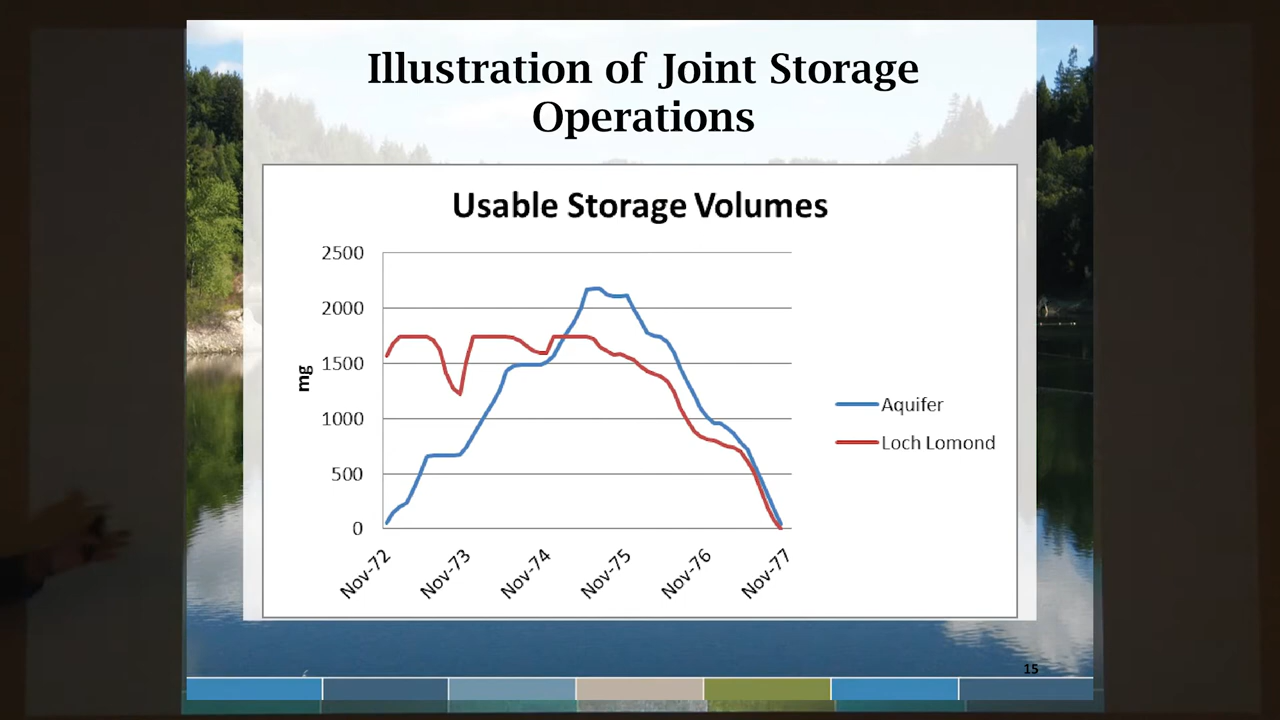 Illustration of Joint Storage
Operations
Usable Storage Volumes
2500
2000
1500
1000
500
0
mg
Nov-72
Nov-73
Nov-74
Nov-75
Nov-76
Nov-77
Aquifer
Loch Lomond
15